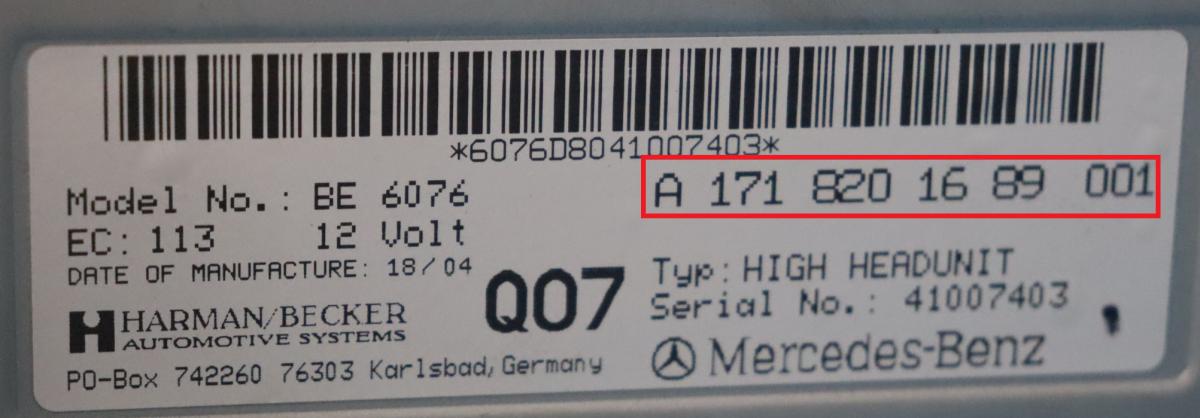 *6076D8041007403*
A 171 820 16 89 001
Model No.: BE 6076
EC: 113 12 Volt
DATE OF MANUFACTURE: 18/04
Q07
Typ: HIGH HEADUNIT
Serial No.: 41007403
HARMAN/BECKER
AUTOMOTIVE SYSTEMS
Mercedes-Benz
PO-Box 742260 76303 Karlsbad, Germany